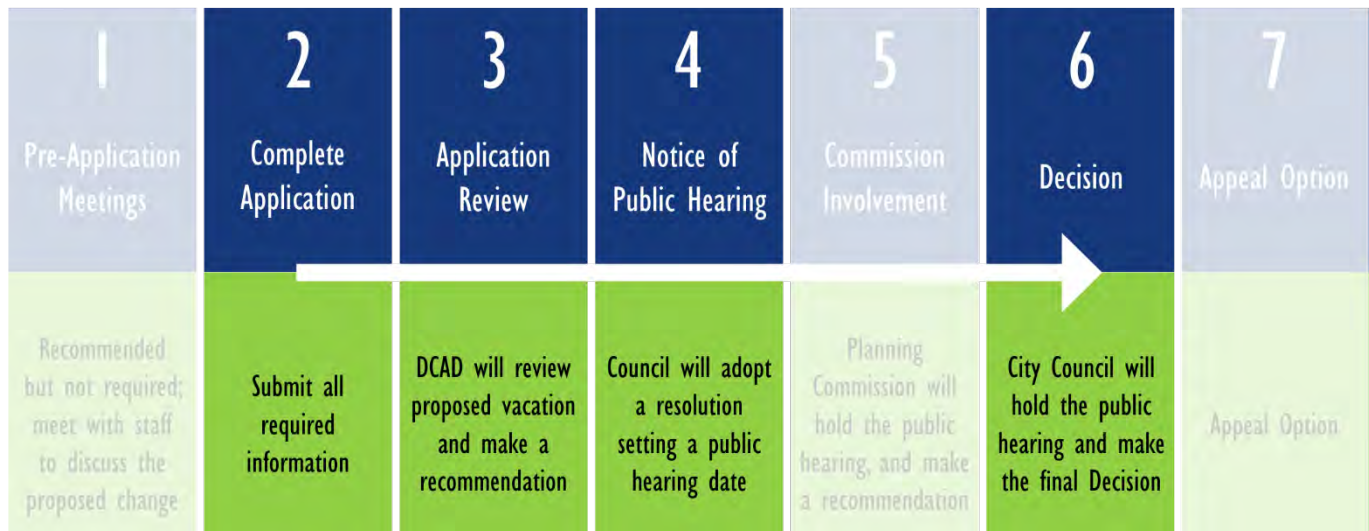 1
Pre-Application
Meetings
Recommended
but not required;
meet with staff
to discuss the
proposed change
2
Complete
Application
Submit all
required
information
3
Application
Review
DCAD will review
proposed vacation
and make a
recommendation
4
Notice of
Public Hearing
Council will adopt
a resolution
setting a public
hearing date
5
Commission
Involvement
Planning
Commission will
hold the public
hearing, and make
a recommendation
6
Decision
City Council will
hold the public
hearing and make
the final Decision
7
Appeal Option
Appeal Option